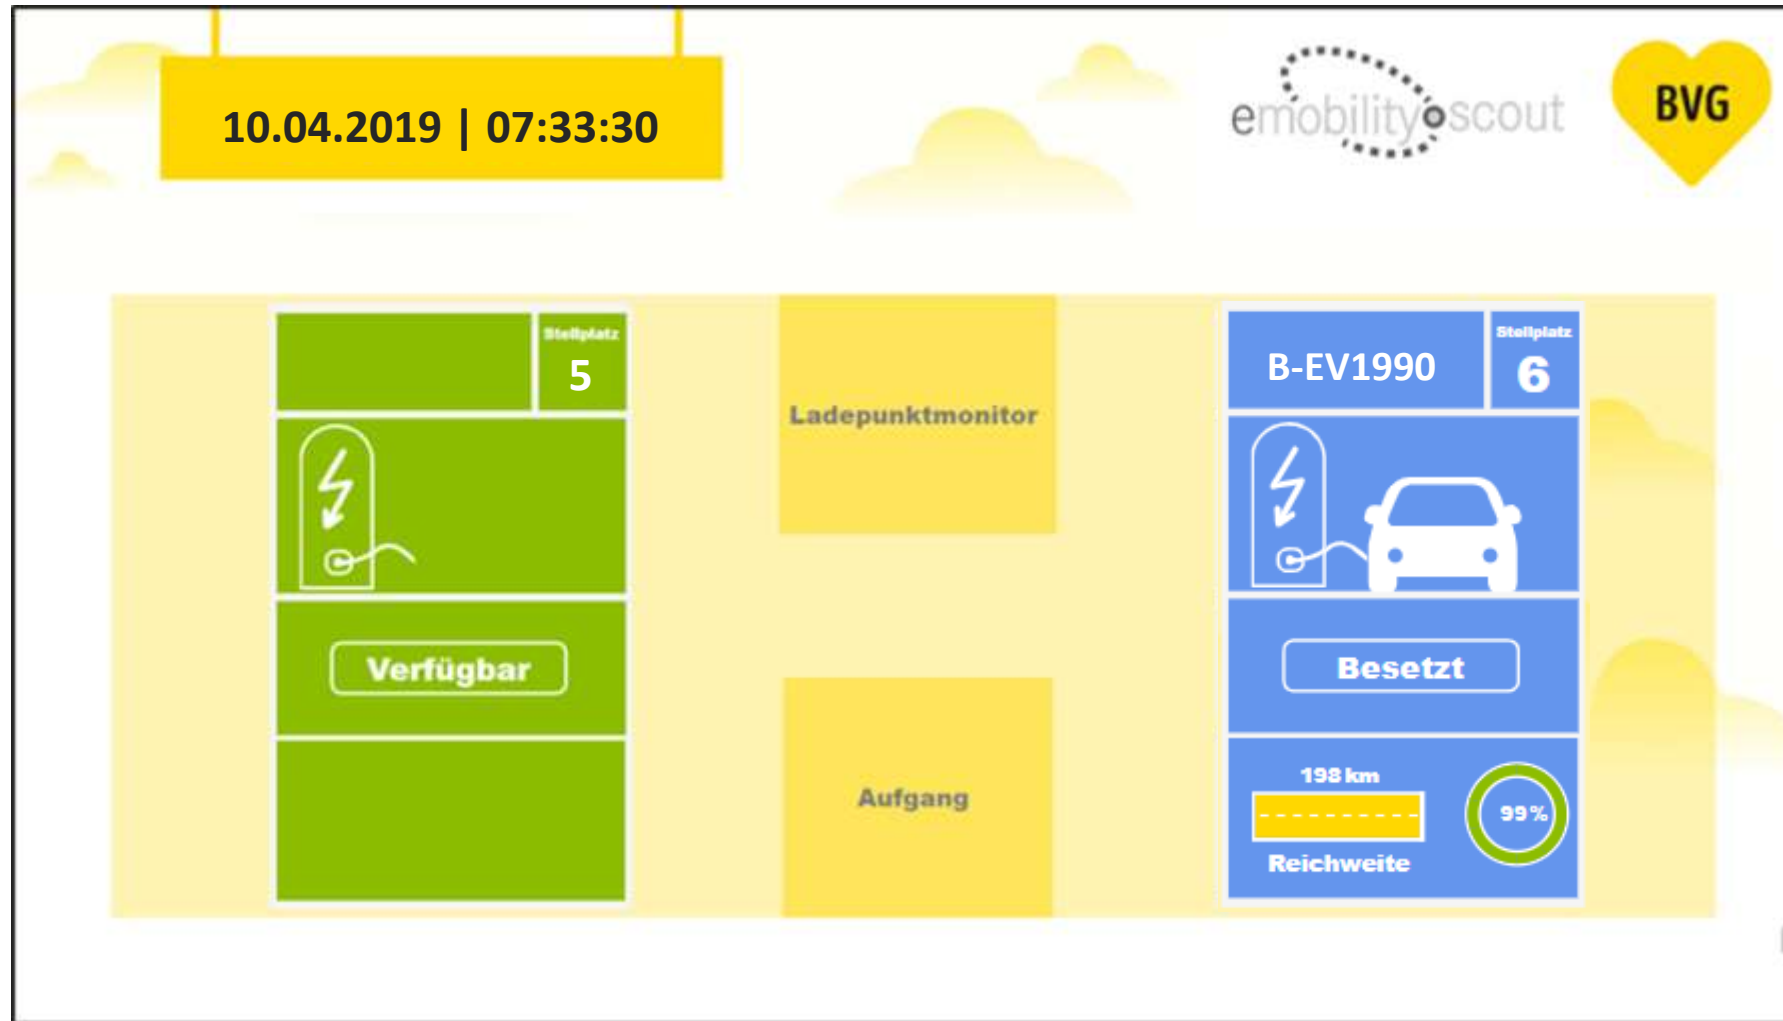 10.04.2019 | 07:33:30
emobility scout
BVG
Stellplatz
5
Verfügbar
Ladepunktmonitor
Aufgang
B-EV1990
Stellplatz
6
Besetzt
198 km
99%
Reichweite